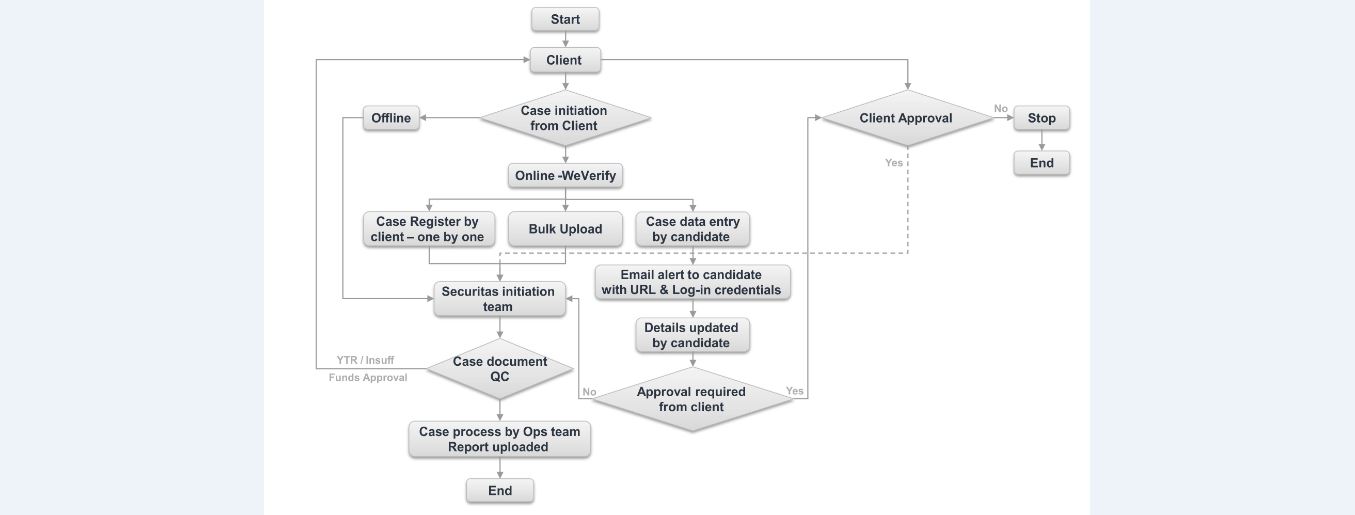 Start
Client
Case initiation
from Client
Offline
Client Approval
No
Stop
Yes
End
Online -WeVerify
Case Register by
client – one by one
Bulk Upload
Case data entry
by candidate
Email alert to candidate
with URL & Log-in credentials
Securitas initiation
team
Details updated
by candidate
YTR / Insuff
Funds Approval
Case document
QC
No
Approval required
from client
Yes
Case process by Ops team
Report uploaded
End